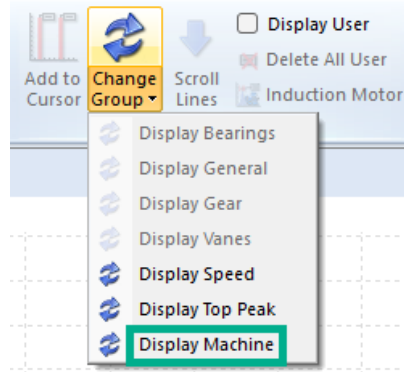 Add to
Cursor
Change
Group
Scroll
Lines
Display User
Delete All User
Induction Motor
Display Bearings
Display General
Display Gear
Display Vanes
Display Speed
Display Top Peak
Display Machine